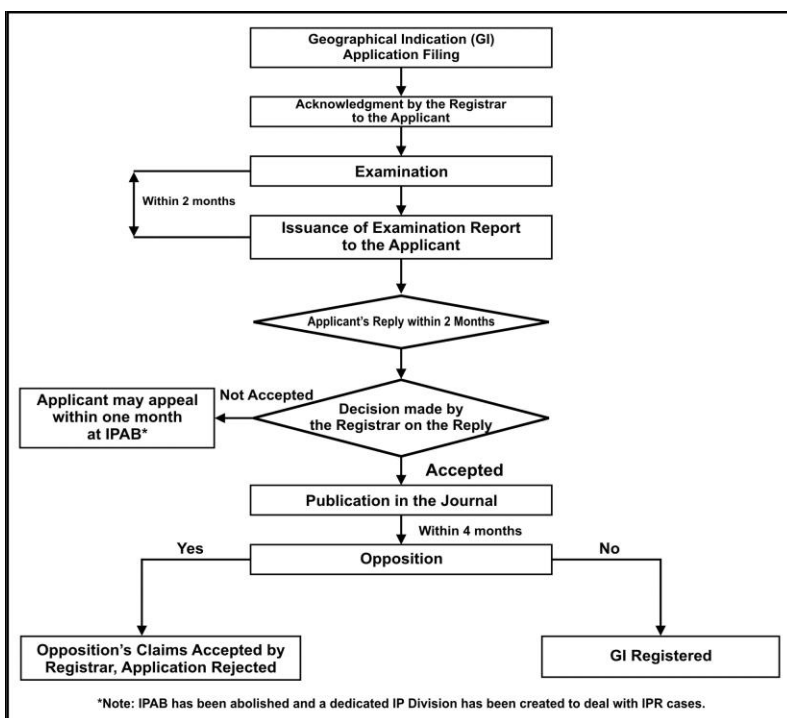 Geographical Indication (GI)
Application Filing
Acknowledgment by the Registrar
to the Applicant
Examination
Within 2 months
Issuance of Examination Report
to the Applicant
Applicant's Reply within 2 Months
Applicant may appeal
within one month
at IPAB*
Not Accepted
Decision made by
the Registrar on the Reply
Accepted
Publication in the Journal
Within 4 months
Yes
Opposition
No
Opposition's Claims Accepted by
Registrar, Application Rejected
GI Registered
*Note: IPAB has been abolished and a dedicated IP Division has been created to deal with IPR cases.